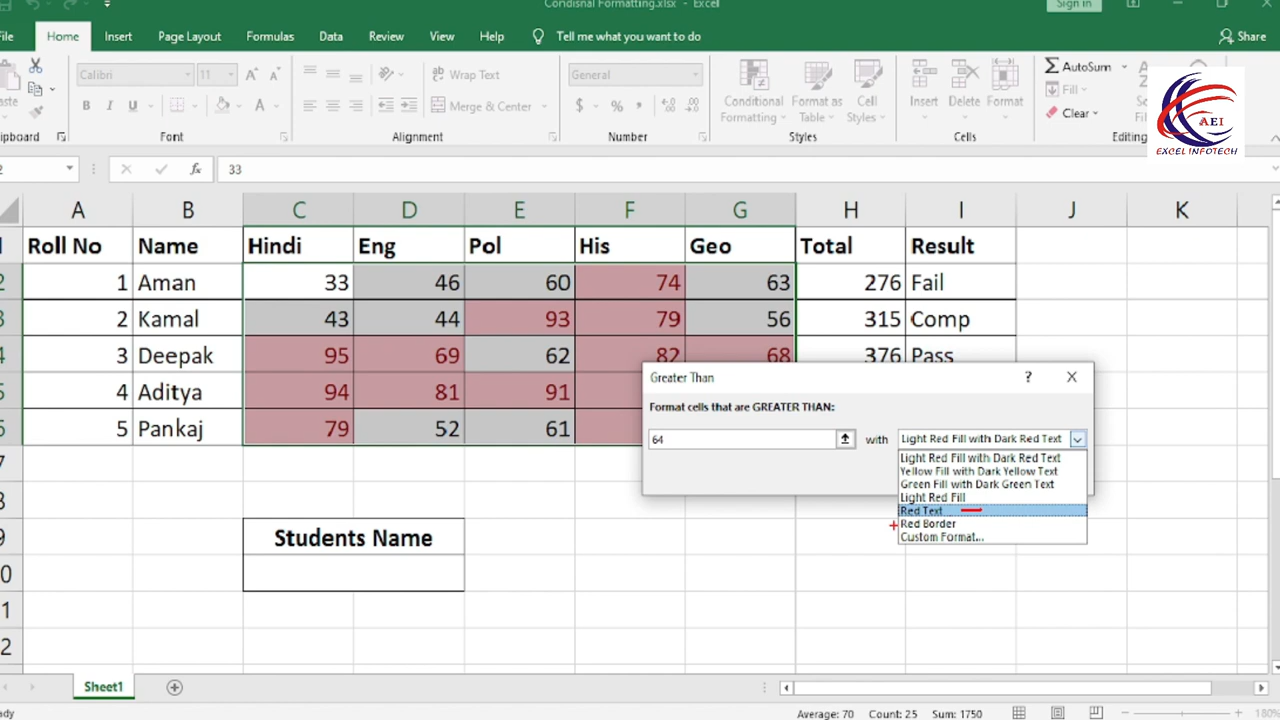 Condisnal Formatting.xlsx - Excel
Sign in
File Home Insert Page Layout Formulas Data Review View Help Tell me what you want to do Share
Calibri 11 Wrap Text General AutoSum
Fill
B I U Merge & Center $ % Conditional Formatting Format as Table Cell Styles Insert Delete Format Clear
Font Alignment Number Styles Cells Editing
AEI
EXCEL INFOTECH
fx 33
A B C D E F G H I J K
Roll No Name Hindi Eng Pol His Geo Total Result
1 Aman 33 46 60 74 63 276 Fail
2 Kamal 43 44 93 79 56 315 Comp
3 Deepak 95 69 62 82 68 376 Pass
4 Aditya 94 81 91
5 Pankaj 79 52 61
Greater Than ?
Format cells that are GREATER THAN:
64 with Light Red Fill with Dark Red Text
Light Red Fill with Dark Red Text
Yellow Fill with Dark Yellow Text
Green Fill with Dark Green Text
Light Red Fill
Red Text
Red Border
Custom Format...
Students Name
Sheet1
Average: 70 Count: 25 Sum: 1750 180%